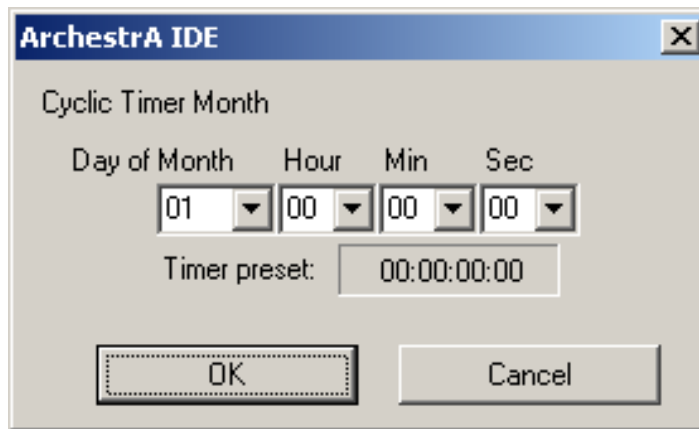 ArchestrA IDE
Cyclic Timer Month
Day of Month Hour Min Sec
01 00 00 00
Timer preset: 00:00:00:00
OK Cancel